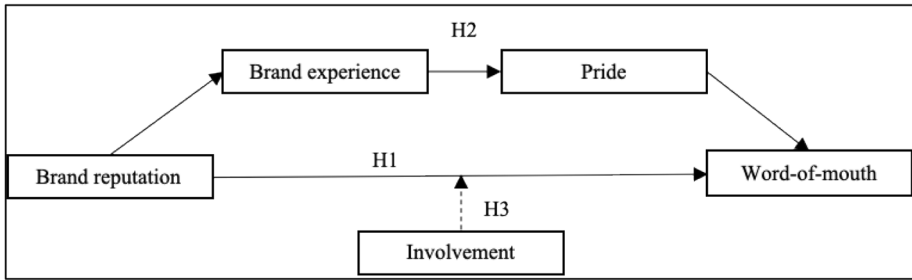 H2
Brand experience
Pride
H1
Brand reputation
Word-of-mouth
H3
Involvement